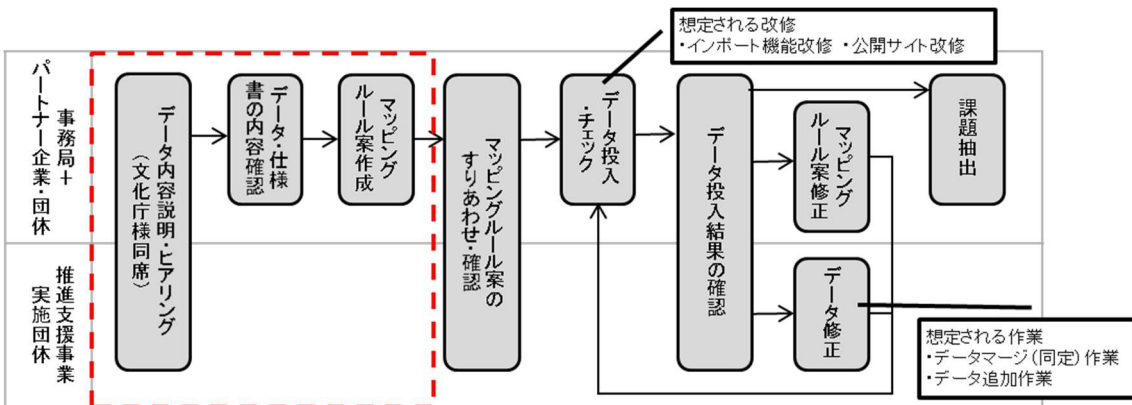 想定される改修
・インポート機能改修 ・公開サイト改修
事務局+
パートナー企業・団体
データ内容説明・ヒアリング
(文化庁様同席)
データ・仕様
書の内容確認
マッピング
ルール案作成
マッピングルール案の
すりあわせ・確認
データ投入
・チェック
データ投入結果の確認
マッピング
ルール案修正
課題抽出
推進支援事業
実施団体
データ修正
想定される作業
・データマージ(同定)作業
・データ追加作業